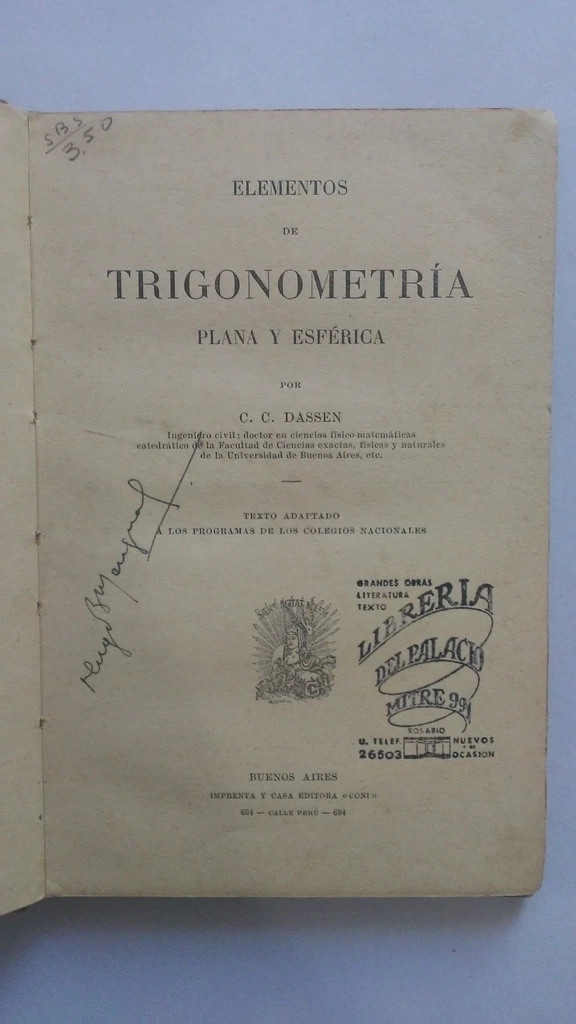 SBS
3.50
ELEMENTOS
DE
TRIGONOMETRÍA
PLANA Y ESFÉRICA
POR
C. C. DASSEN
Ingeniero civil; doctor en ciencias físico-matemáticas
catedrático de la Facultad de Ciencias exactas, físicas y naturales
de la Universidad de Buenos Aires, etc.
TEXTO ADAPTADO
A LOS PROGRAMAS DE LOS COLEGIOS NACIONALES
Hugo
GRANDES OBRAS
LITERATURA
TEXTO
LIBRERIA
DEL PALACIO
MITRE 991
ROSARIO
U. TELEF. NUEVOS
26503 OCASION
BUENOS AIRES
IMPRENTA Y CASA EDITORA «CONI»
684 — CALLE PERÚ — 684